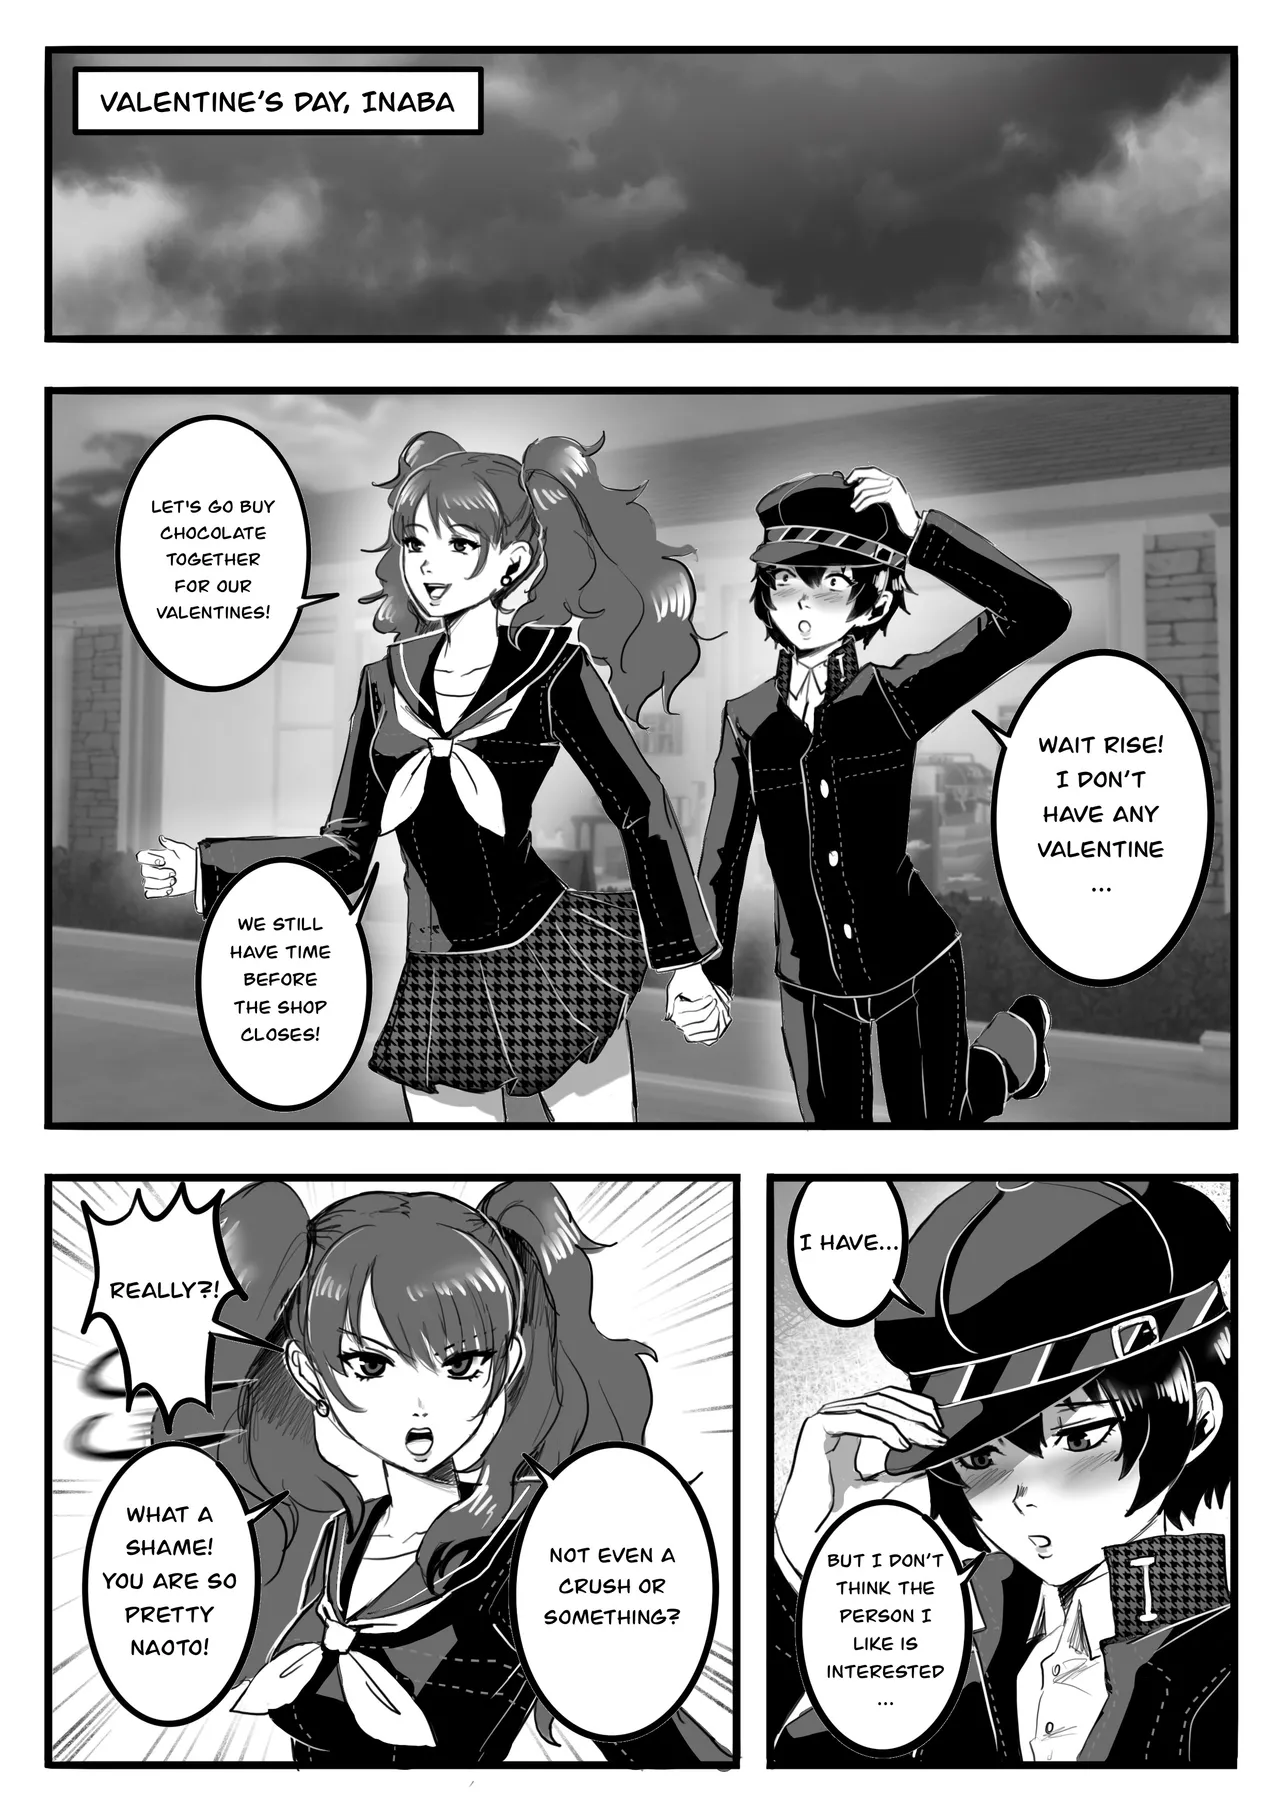 VALENTINE'S DAY, INABA
LET'S GO BUY
CHOCOLATE
TOGETHER
FOR OUR
VALENTINES!
WAIT RISE!
I DON'T
HAVE ANY
VALENTINE
...
WE STILL
HAVE TIME
BEFORE
THE SHOP
CLOSES!
REALLY?!
WHAT A
SHAME!
YOU ARE SO
PRETTY
NAOTO!
NOT EVEN A
CRUSH OR
SOMETHING?
I HAVE...
BUT I DON'T
THINK THE
PERSON I
LIKE IS
INTERESTED
...
I